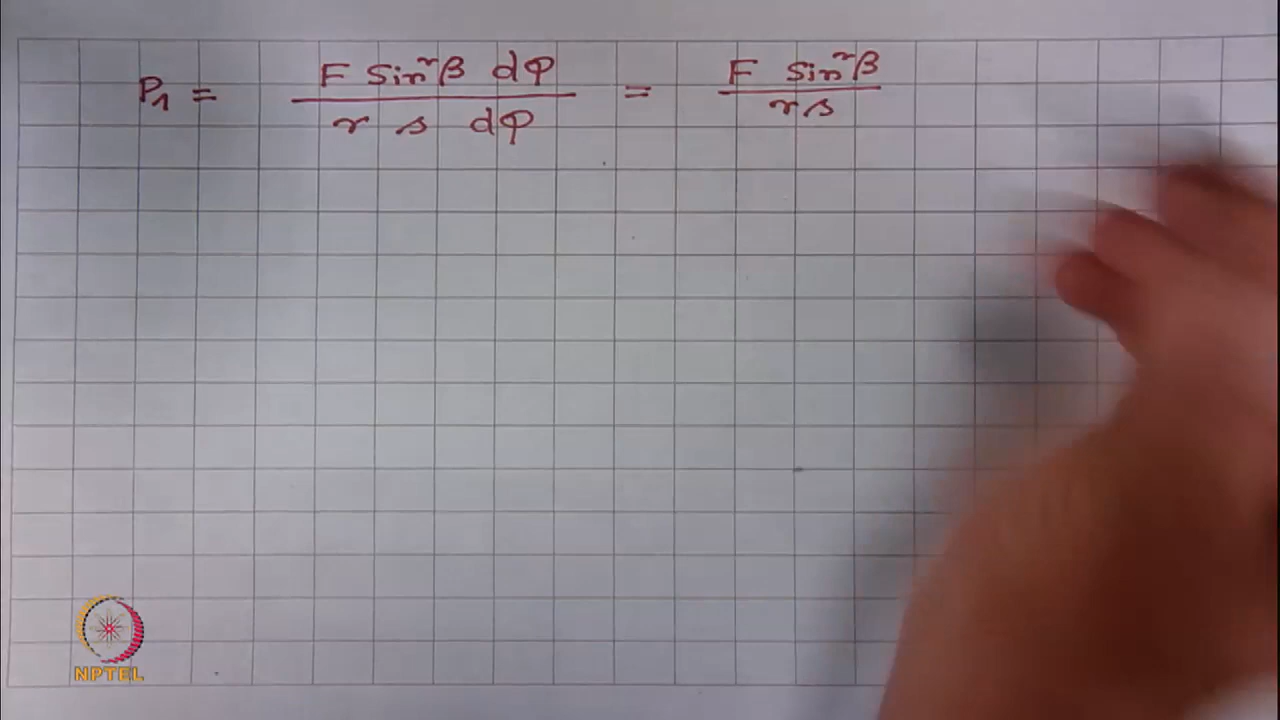 P₁ = F Sin²β dφ / r s dφ = F Sin²β / r s
NPTEL